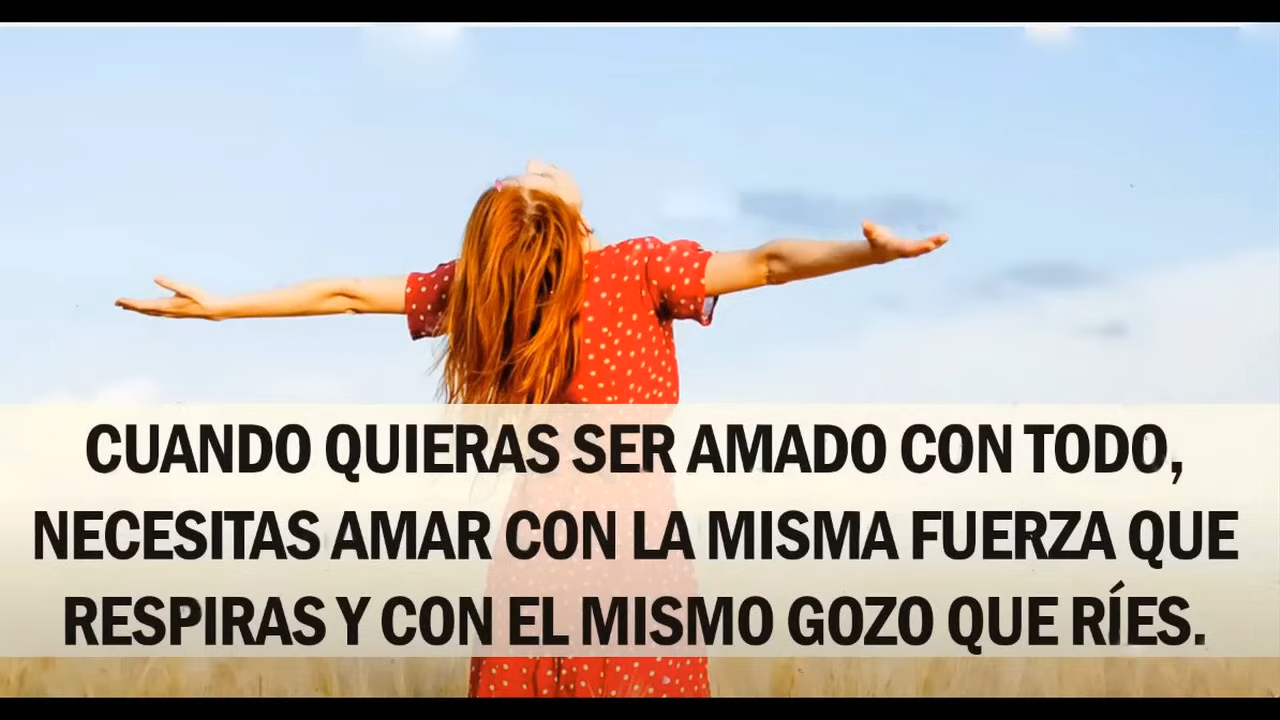 CUANDO QUIERAS SER AMADO CON TODO,
NECESITAS AMAR CON LA MISMA FUERZA QUE
RESPIRAS Y CON EL MISMO GOZO QUE RÍES.